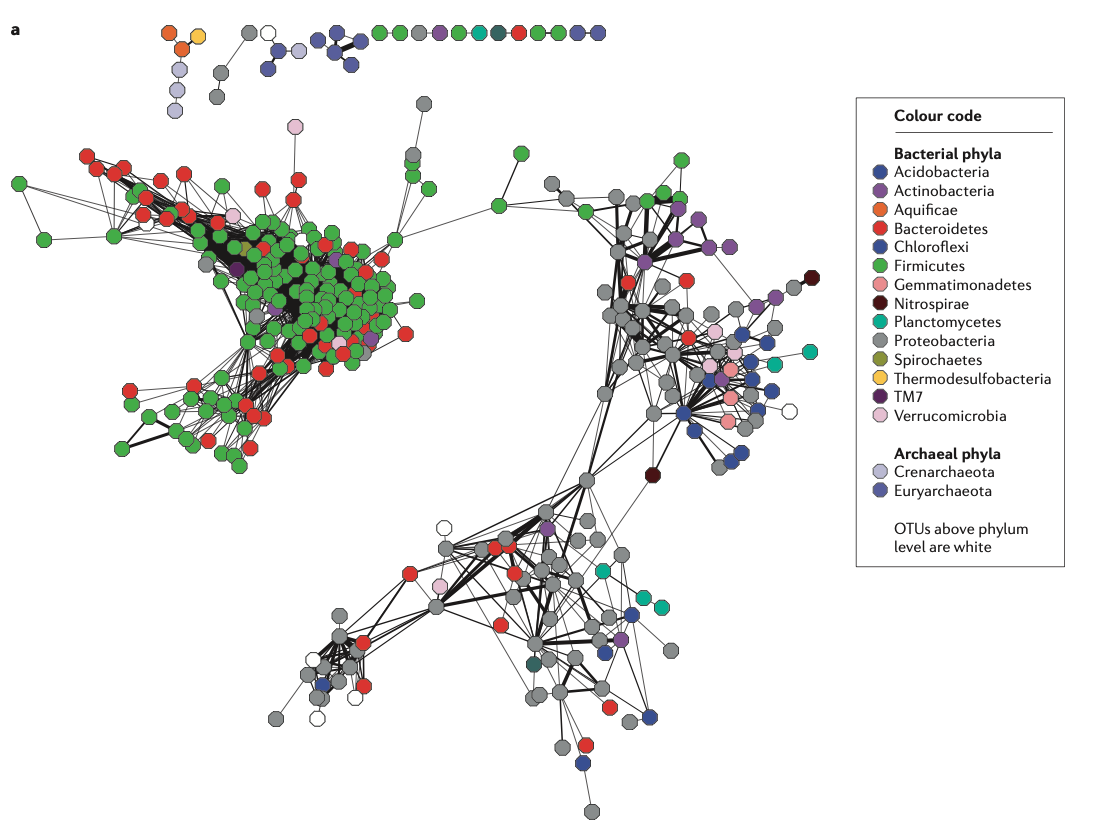 a
Colour code
Bacterial phyla
Acidobacteria
Actinobacteria
Aquificae
Bacteroidetes
Chloroflexi
Firmicutes
Gemmatimonadetes
Nitrospirae
Planctomycetes
Proteobacteria
Spirochaetes
Thermodesulfobacteria
TM7
Verrucomicrobia
Archaeal phyla
Crenarchaeota
Euryarchaeota
OTUs above phylum
level are white